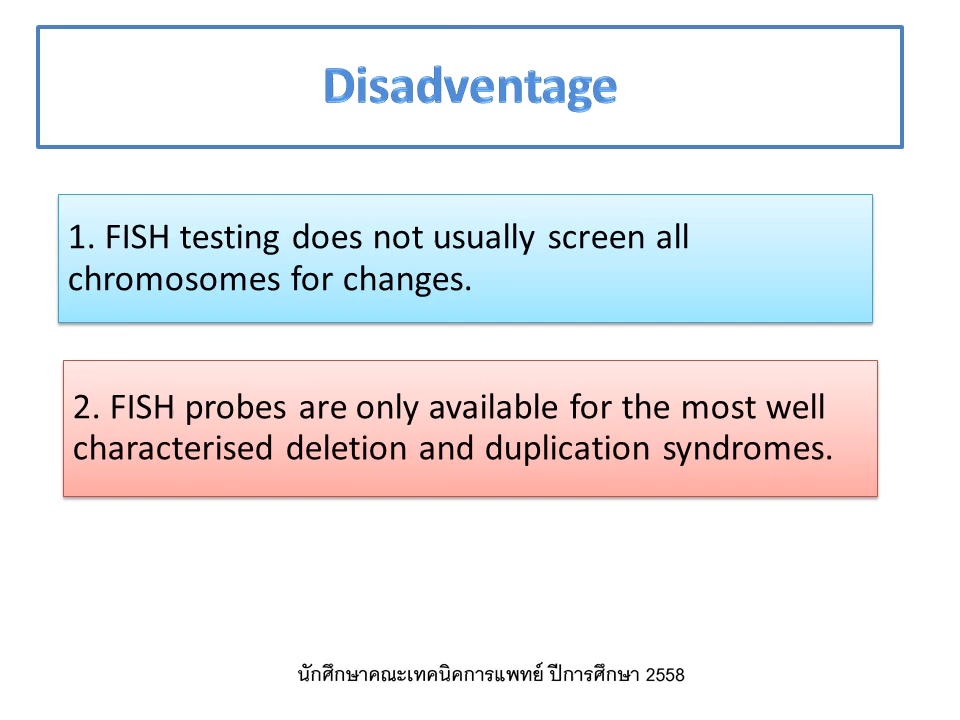 Disadventage
1. FISH testing does not usually screen all
chromosomes for changes.
2. FISH probes are only available for the most well
characterised deletion and duplication syndromes.
นักศึกษาคณะเทคนิคการแพทย์ ปีการศึกษา 2558